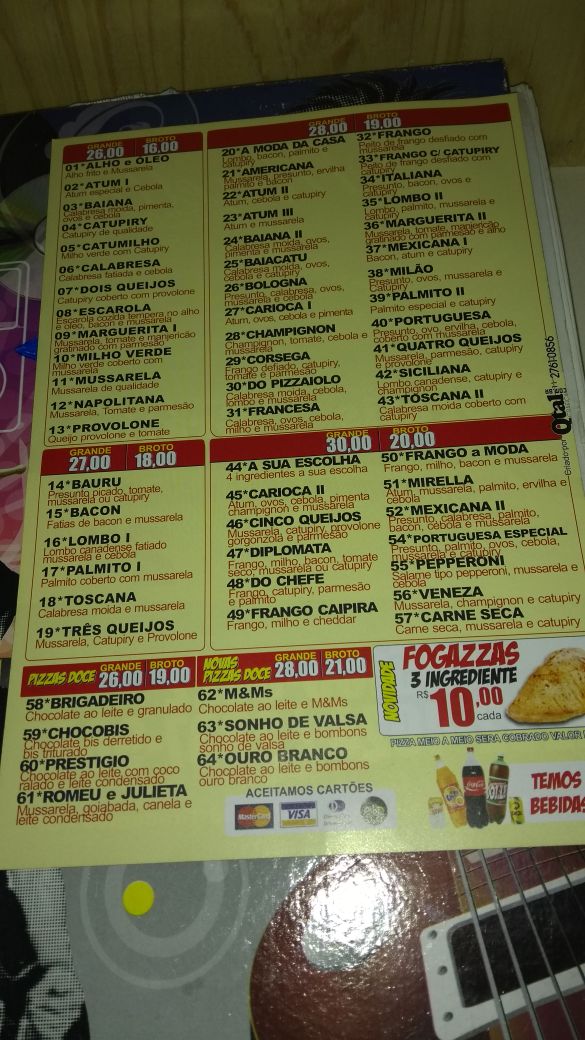 GRANDE BROTO
26,00 16,00
01*ALHO e ÓLEO
Alho frito e Mussarela
02*ATUM I
Atum especial e Cebola
03*BAIANA
Calabresa moida, pimenta,
ovos e cebola
04*CATUPIRY
Catupiry de qualidade
05*CATUMILHO
Milho verde com Catupiry
06*CALABRESA
Calabresa fatiada e cebola
07*DOIS QUEIJOS
Catupiry coberto com provolone
08*ESCAROLA
Escarola cozida tempera.no alho
e óleo, bacon e mussarela
09*MARGUERITA I
Mussarela, tomate e manjericão
gratinado com parmesão
10*MILHO VERDE
Milho verde coberto com
mussarela
11*MUSSARELA
Mussarela de qualidade
12*NAPOLITANA
Mussarela, Tomate e parmesão
13*PROVOLONE
Queijo provolone e tomate
GRANDE BROTO
27,00 18,00
14*BAURU
Presunto picado, tomate,
mussarela ou catupiry
15*BACON
Fatias de bacon e mussarela
16*LOMBO I
Lombo canadense fatiado
mussarela e cebola
17*PALMITO I
Palmito coberto com mussarela
18*TOSCANA
Calabresa moida e mussarela
19*TRÊS QUEIJOS
Mussarela, Catupiry e Provolone
GRANDE BROTO
28,00 19,00
20*A MODA DA CASA
Lombo, bacon, palmito e
catupiry
21*AMERICANA
Mussarela, presunto, ervilha
palmito e bacon
22*ATUM II
Atum, cebola e catupiry
23*ATUM III
Atum e mussarela
24*BAIANA II
Calabresa moida, ovos,
pimenta e mussarela
25*BAIACATU
Calabresa moida, ovos,
cebola e catupiry
26*BOLOGNA
Presunto, calabresa, ovos,
mussarela e cebola
27*CARIOCA I
Atum, ovos, cebola e pimenta
28*CHAMPIGNON
Champignon, tomate, cebola e
mussarela
29*CORSEGA
Frango defiado, catupiry,
tomate e parmesão
30*DO PIZZAIOLO
Calabresa moida, cebola,
lombo e mussarela
31*FRANCESA
Calabresa, ovos, cebola,
milho e mussarela
32*FRANGO
Peito de frango desfiado com
mussarela
33*FRANGO C/ CATUPIRY
Peito de frango desfiado com
catupiry
34*ITALIANA
Presunto, bacon, ovos e
catupiry
35*LOMBO II
Lombo, palmito, mussarela e
catupiry
36*MARGUERITA II
Mussarela, tomate, manjericão
gratinado com parmesão e alho
37*MEXICANA I
Bacon, atum e catupiry
38*MILÃO
Presunto, ovos, mussarela e
Catupiry
39*PALMITO II
Palmito especial e catupiry
40*PORTUGUESA
Presunto, ovo, ervilha, cebola,
coberto com mussarela
41*QUATRO QUEIJOS
Mussarela, parmesão, catupiry
e provolone
42*SICILIANA
Lombo canadense, catupiry e
champignon
43*TOSCANA II
Calabresa moida coberto com
catupiry
GRANDE BROTO
30,00 20,00
44*A SUA ESCOLHA
4 ingredientes a sua escolha
45*CARIOCA II
Atum, ovos, cebola, pimenta
champignon e mussarela
46*CINCO QUEIJOS
Mussarela, catupiry, provolone
gorgonzola e parmesão
47*DIPLOMATA
Frango, milho, bacon, tomate
seco, mussarela ou catupiry
48*DO CHEFE
Frango, catupiry, parmesão
e palmito
49*FRANGO CAIPIRA
Frango, milho e cheddar
50*FRANGO a MODA
Frango, milho, bacon e mussarela
51*MIRELLA
Atum, mussarela, palmito, ervilha e
cebola
52*MEXICANA II
Presunto, calabresa, palmito,
bacon, cebola e mussarela
54*PORTUGUESA ESPECIAL
Presunto, palmito, ovos, cebola,
mussarela e catupiry
55*PEPPERONI
Salame tipo pepperoni, mussarela e
cebola
56*VENEZA
Mussarela, champignon e catupiry
57*CARNE SECA
Carne seca, mussarela e catupiry
Criado por Qtal 27610856
PIZZAS DOCE GRANDE BROTO
26,00 19,00
58*BRIGADEIRO
Chocolate ao leite e granulado
59*CHOCOBIS
Chocolate bis derretido e
bis triturado
60*PRESTIGIO
Chocolate ao leite com coco
ralado e leite condensado
61*ROMEU e JULIETA
Mussarela, goiabada, canela e
leite condensado
NOVAS PIZZAS DOCE GRANDE BROTO
28,00 21,00
62*M&Ms
Chocolate ao leite e M&Ms
63*SONHO DE VALSA
Chocolate ao leite e bombons
sonho de valsa
64*OURO BRANCO
Chocolate ao leite e bombons
ouro branco
ACEITAMOS CARTÕES
MasterCard VISA
NOVIDADE
FOGAZZAS
3 INGREDIENTE
R$ 10,00
cada
PIZZA MEIO A MEIO SERA COBRADO VALOR
TEMOS
BEBIDAS